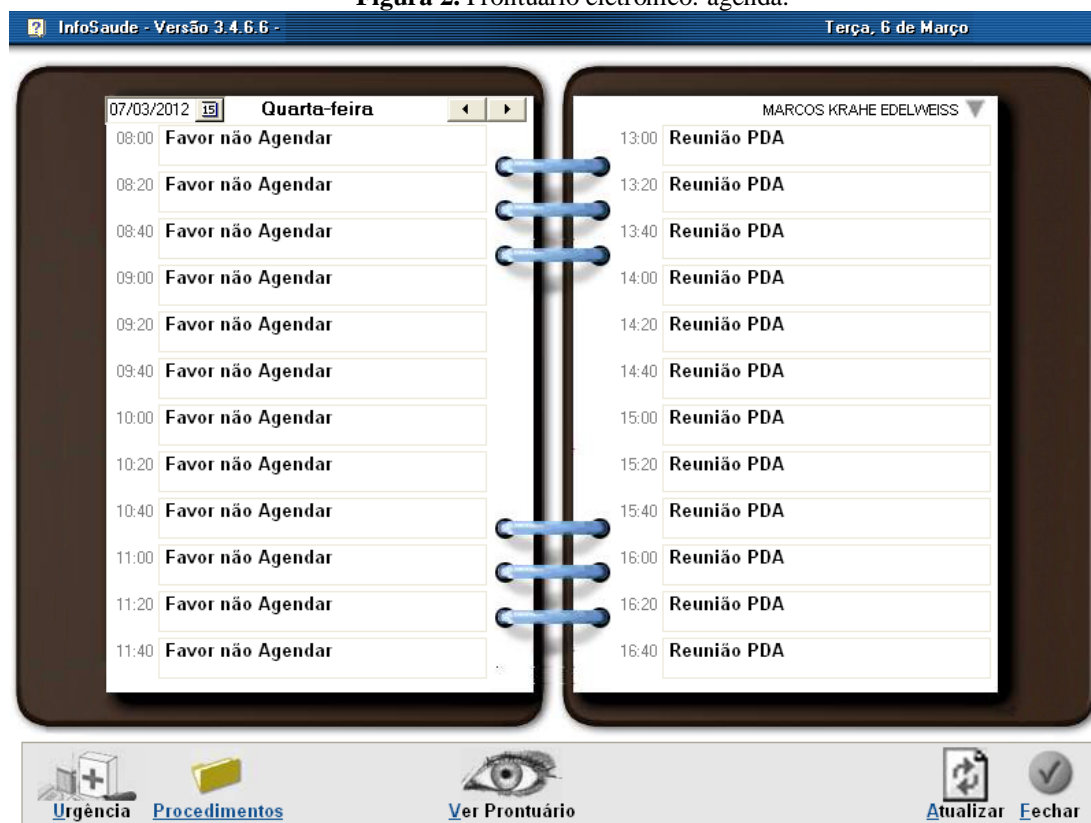 Figura 2. Prontuário eletrônico: agenda.
InfoSaude - Versão 3.4.6.6 -
Terça, 6 de Março
07/03/2012 15 Quarta-feira
08:00 Favor não Agendar
08:20 Favor não Agendar
08:40 Favor não Agendar
09:00 Favor não Agendar
09:20 Favor não Agendar
09:40 Favor não Agendar
10:00 Favor não Agendar
10:20 Favor não Agendar
10:40 Favor não Agendar
11:00 Favor não Agendar
11:20 Favor não Agendar
11:40 Favor não Agendar
MARCOS KRAHE EDELWEISS
13:00 Reunião PDA
13:20 Reunião PDA
13:40 Reunião PDA
14:00 Reunião PDA
14:20 Reunião PDA
14:40 Reunião PDA
15:00 Reunião PDA
15:20 Reunião PDA
15:40 Reunião PDA
16:00 Reunião PDA
16:20 Reunião PDA
16:40 Reunião PDA
Urgência
Procedimentos
Ver Prontuário
Atualizar
Fechar